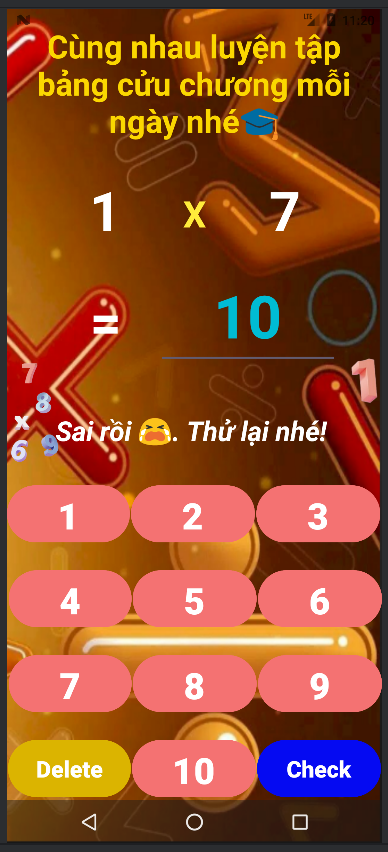 LTE 11:20
Cùng nhau luyện tập
bảng cửu chương mỗi
ngày nhé
1 x 7
= 10
1
7
8
x
6 9
Sai rồi 😝. Thử lại nhé!
1 2 3
4 5 6
7 8 9
Delete 10 Check